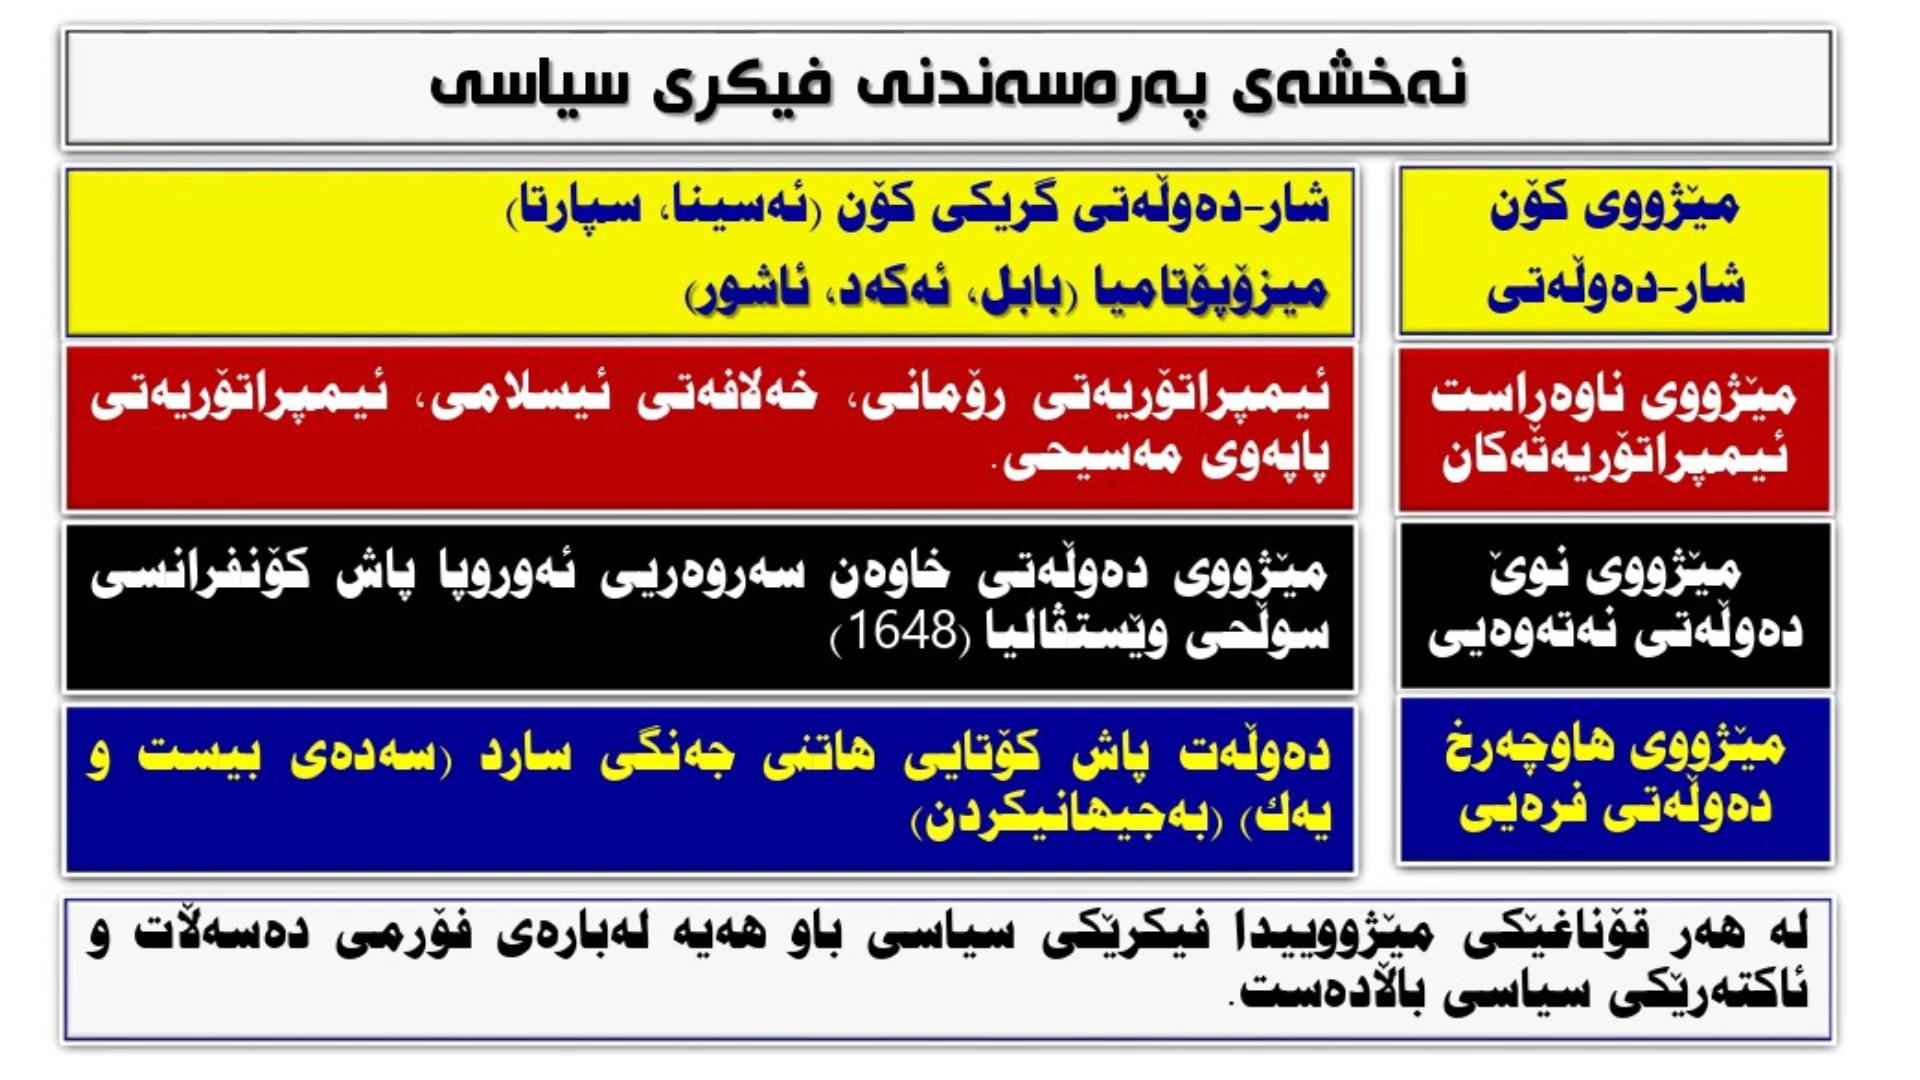 نەخشەی پەرەسەندنی فیکری سیاسی
مێژووی کۆن
شار-دەوڵەتی
شار-دەوڵەتی گریکی کۆن (ئەسینا، سپارتا)
میزۆپۆتامیا (بابل، ئەکەد، ئاشور)
مێژووی ناوەڕاست
ئیمپراتۆریەتەکان
ئیمپراتۆریەتی رۆمانی، خەلافەتی ئیسلامی، ئیمپراتۆریەتی
پاپەوی مەسیحی.
مێژووی نوێ
دەوڵەتی نەتەوەیی
مێژووی دەوڵەتی خاوەن سەروەریی ئەوروپا پاش کۆنفرانسی
سوڵحی وێستڤالیا (1648)
مێژووی هاوچەرخ
دەوڵەتی فرەیی
دەوڵەت پاش کۆتایی هاتنی جەنگی سارد (سەدەی بیست و
یەك) (بەجیهانیکردن)
لە هەر قۆناغێکی مێژووییدا فیکرێکی سیاسی باو هەیە لەبارەی فۆرمی دەسەڵات و
ئاکتەرێکی سیاسی باڵادەست.